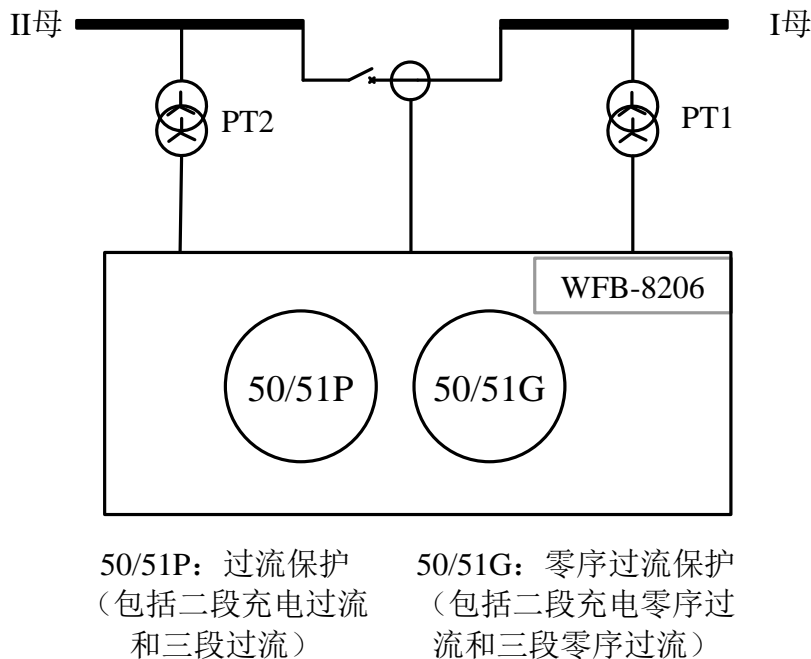 II母
I母
PT2
PT1
WFB-8206
50/51P
50/51G
50/51P：过流保护
（包括二段充电过流
和三段过流）
50/51G：零序过流保护
（包括二段充电零序过
流和三段零序过流）